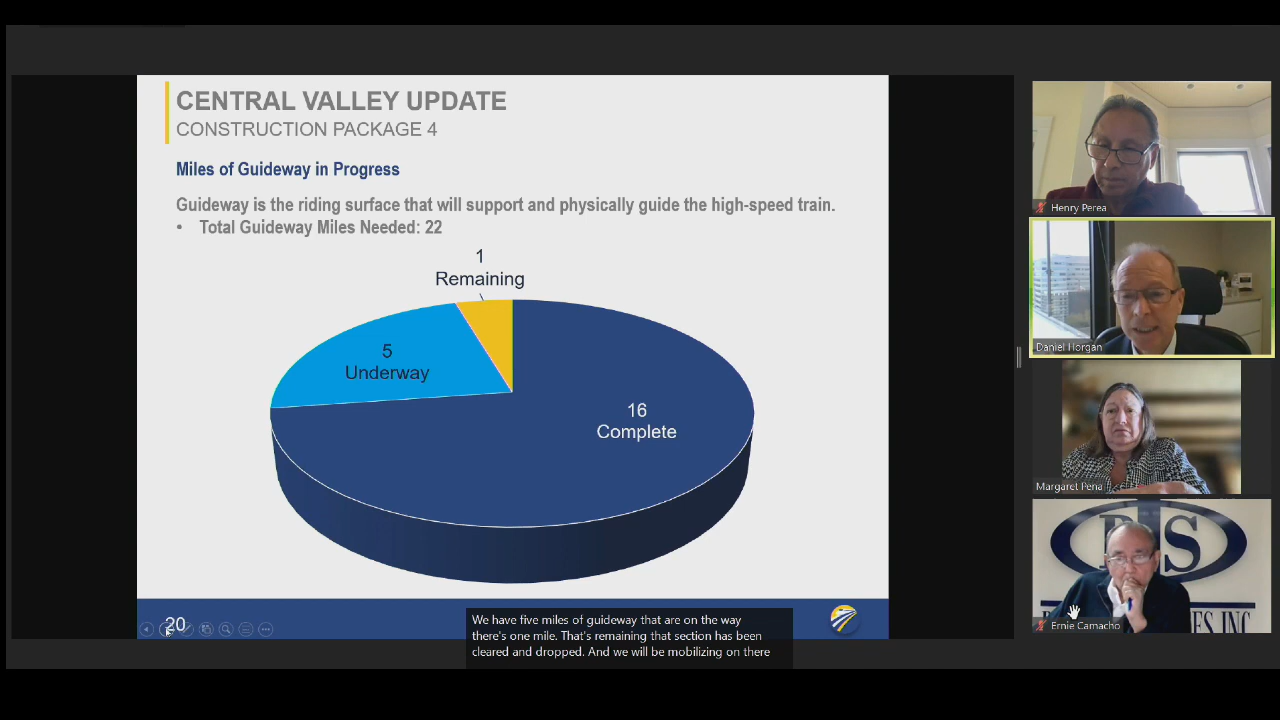 CENTRAL VALLEY UPDATE
CONSTRUCTION PACKAGE 4
Miles of Guideway in Progress
Guideway is the riding surface that will support and physically guide the high-speed train.
• Total Guideway Miles Needed: 22
1
Remaining
5
Underway
16
Complete
20
We have five miles of guideway that are on the way
there's one mile. That's remaining that section has been
cleared and dropped. And we will be mobilizing on there
Henry Perea
Daniel Horgan
Margaret Pena
Ernie Camacho